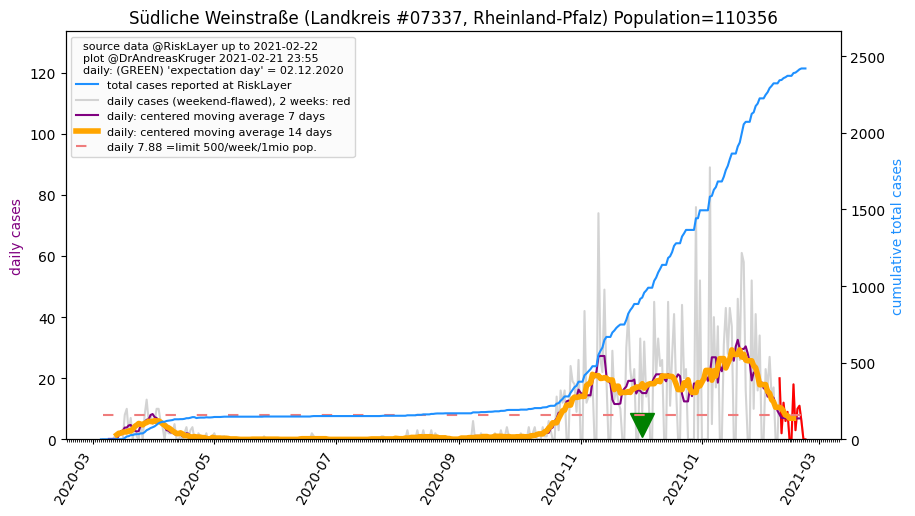 Südliche Weinstraße (Landkreis #07337, Rheinland-Pfalz) Population=110356
source data @RiskLayer up to 2021-02-22
plot @DrAndreasKruger 2021-02-21 23:55
daily: (GREEN) 'expectation day' = 02.12.2020
total cases reported at RiskLayer
daily cases (weekend-flawed), 2 weeks: red
daily: centered moving average 7 days
daily: centered moving average 14 days
daily 7.88 =limit 500/week/1mio pop.
daily cases
120
100
80
60
40
20
0
cumulative total cases
2500
2000
1500
1000
500
0
2020-03
2020-05
2020-07
2020-09
2020-11
2021-01
2021-03